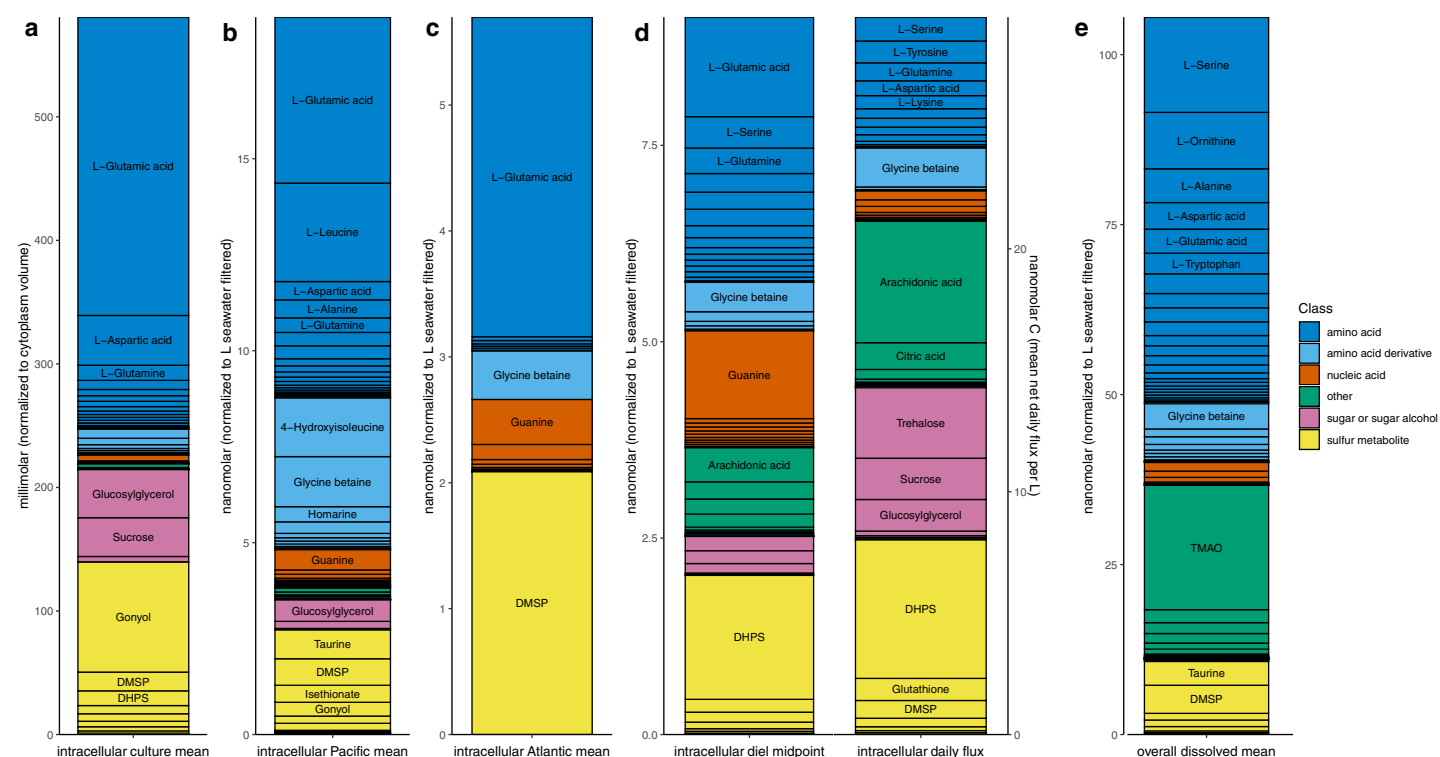 a
millimolar (normalized to cytoplasm volume)
500
400
300
200
100
0
L−Glutamic acid
L−Aspartic acid
L−Glutamine
Glucosylglycerol
Sucrose
Gonyol
DMSP
DHPS
intracellular culture mean
b
nanomolar (normalized to L seawater filtered)
15
10
5
0
L−Glutamic acid
L−Leucine
L−Aspartic acid
L−Alanine
L−Glutamine
4−Hydroxyisoleucine
Glycine betaine
Homarine
Guanine
Glucosylglycerol
Taurine
DMSP
Isethionate
Gonyol
intracellular Pacific mean
c
nanomolar (normalized to L seawater filtered)
5
4
3
2
1
0
L−Glutamic acid
Glycine betaine
Guanine
DMSP
intracellular Atlantic mean
d
nanomolar (normalized to L seawater filtered)
7.5
5.0
2.5
0.0
L−Glutamic acid
L−Serine
L−Glutamine
Glycine betaine
Guanine
Arachidonic acid
DHPS
intracellular diel midpoint
L−Serine
L−Tyrosine
L−Glutamine
L−Aspartic acid
L−Lysine
Glycine betaine
Arachidonic acid
Citric acid
Trehalose
Sucrose
Glucosylglycerol
DHPS
Glutathione
DMSP
intracellular daily flux
20
10
0
nanomolar C (mean net daily flux per L)
e
nanomolar (normalized to L seawater filtered)
100
75
50
25
0
L−Serine
L−Ornithine
L−Alanine
L−Aspartic acid
L−Glutamic acid
L−Tryptophan
Glycine betaine
TMAO
Taurine
DMSP
overall dissolved mean
Class
amino acid
amino acid derivative
nucleic acid
other
sugar or sugar alcohol
sulfur metabolite